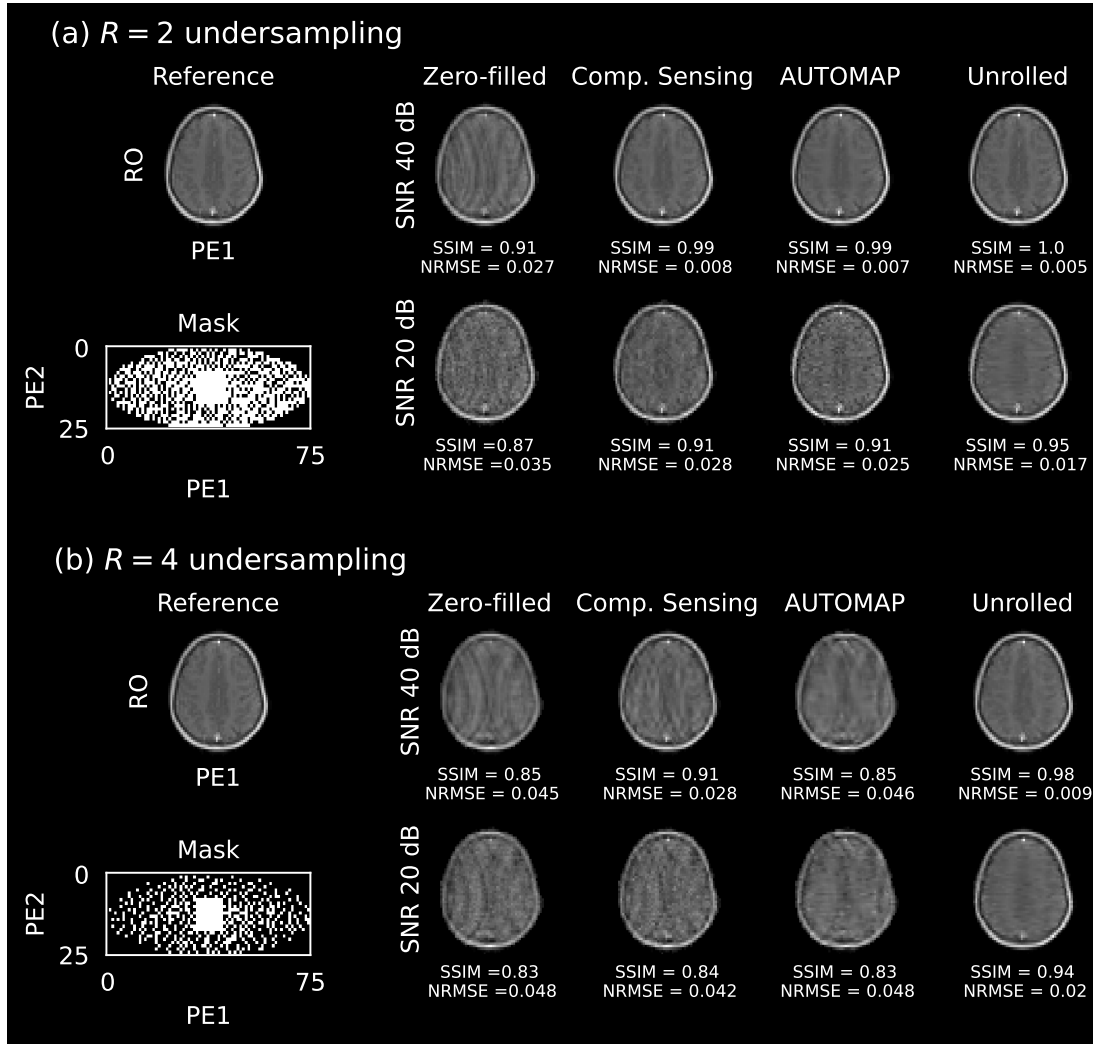 (a) R = 2 undersampling
Reference
Zero-filled
Comp. Sensing
AUTOMAP
Unrolled
RO
PE1
SNR 40 dB
SSIM = 0.91
NRMSE = 0.027
SSIM = 0.99
NRMSE = 0.008
SSIM = 0.99
NRMSE = 0.007
SSIM = 1.0
NRMSE = 0.005
Mask
PE2
0
25
0
75
PE1
SNR 20 dB
SSIM =0.87
NRMSE =0.035
SSIM = 0.91
NRMSE = 0.028
SSIM = 0.91
NRMSE = 0.025
SSIM = 0.95
NRMSE = 0.017
(b) R = 4 undersampling
Reference
Zero-filled
Comp. Sensing
AUTOMAP
Unrolled
RO
PE1
SNR 40 dB
SSIM = 0.85
NRMSE = 0.045
SSIM = 0.91
NRMSE = 0.028
SSIM = 0.85
NRMSE = 0.046
SSIM = 0.98
NRMSE = 0.009
Mask
PE2
0
25
0
75
PE1
SNR 20 dB
SSIM =0.83
NRMSE =0.048
SSIM = 0.84
NRMSE = 0.042
SSIM = 0.83
NRMSE = 0.048
SSIM = 0.94
NRMSE = 0.02